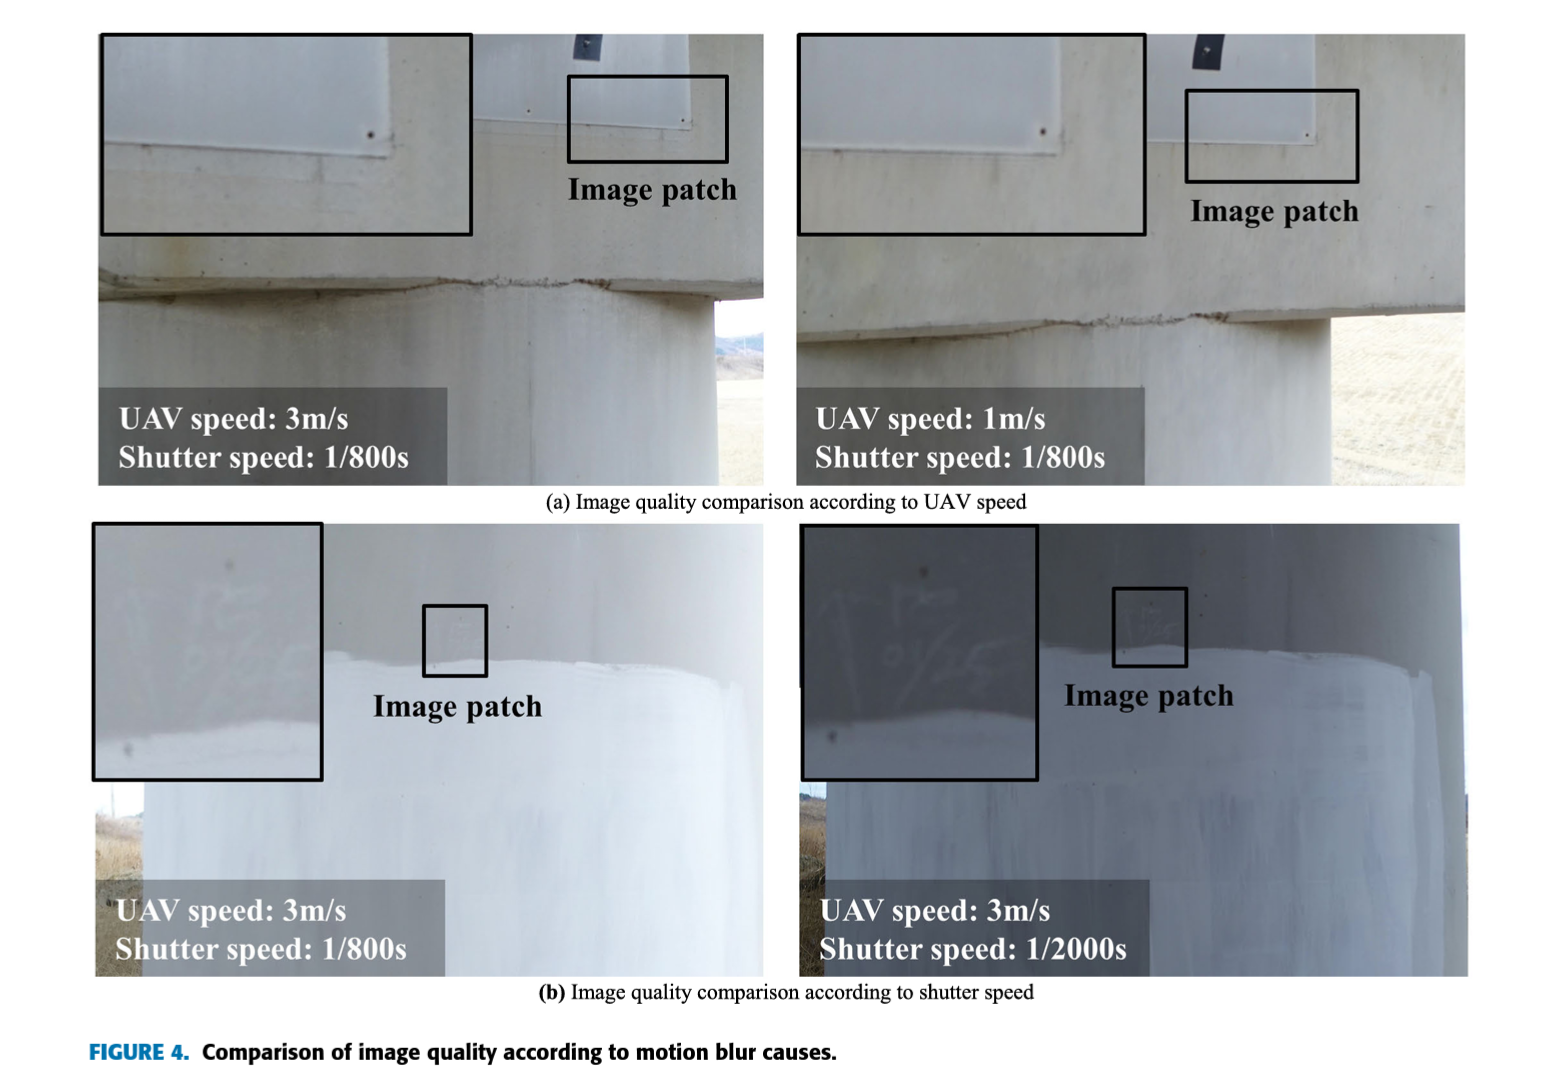 Image patch
Image patch
UAV speed: 3m/s
Shutter speed: 1/800s
UAV speed: 1m/s
Shutter speed: 1/800s
(a) Image quality comparison according to UAV speed
Image patch
Image patch
UAV speed: 3m/s
Shutter speed: 1/800s
UAV speed: 3m/s
Shutter speed: 1/2000s
(b) Image quality comparison according to shutter speed
FIGURE 4. Comparison of image quality according to motion blur causes.